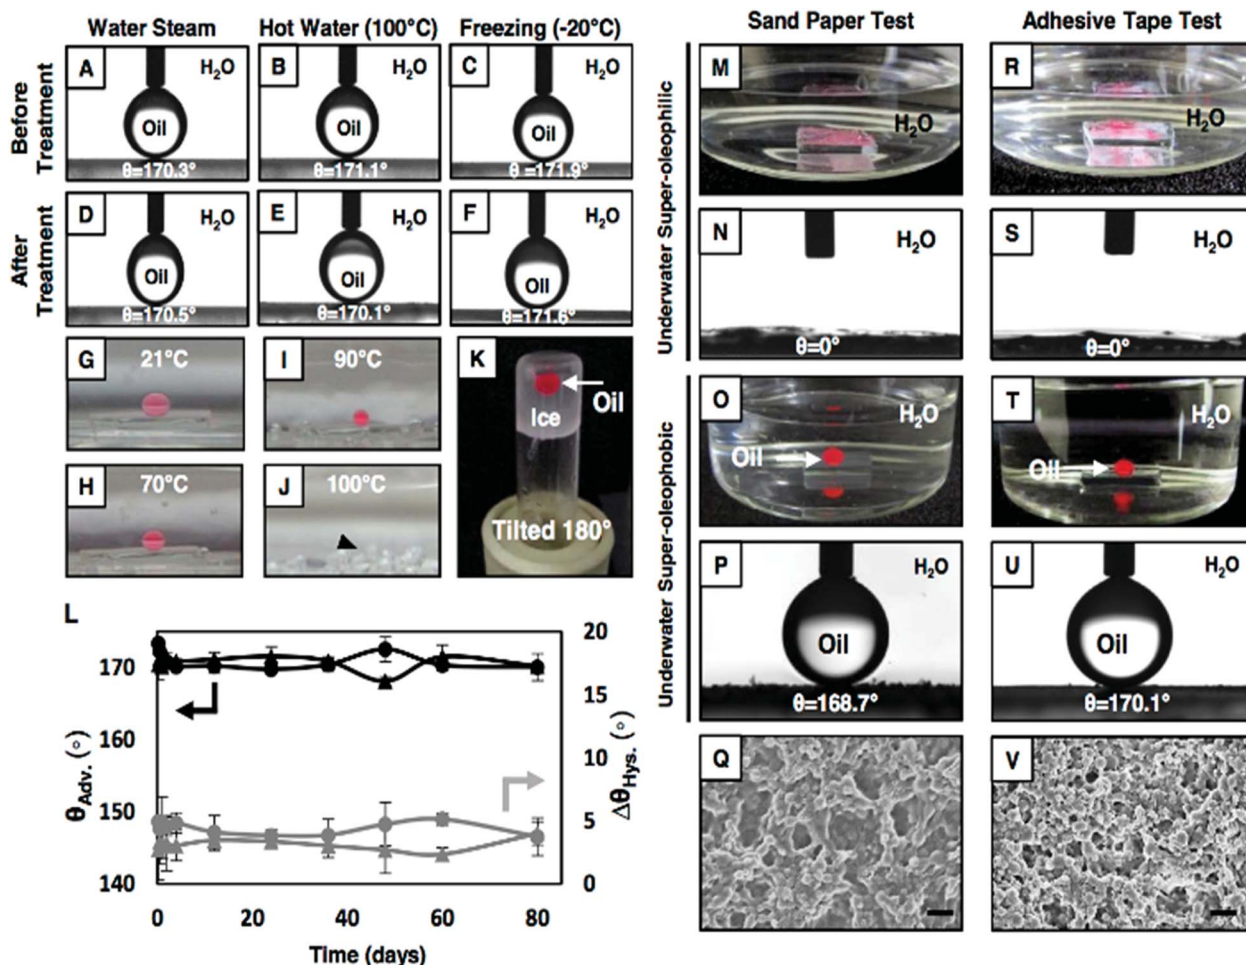 Water Steam
Hot Water (100°C)
Freezing (-20°C)
Before
Treatment
A
H₂O
Oil
θ=170.3°
B
H₂O
Oil
θ=171.1°
C
H₂O
Oil
θ =171.9°
After
Treatment
D
H₂O
Oil
θ=170.5°
E
H₂O
Oil
θ=170.1°
F
H₂O
Oil
θ=171.6°
G
21°C
I
90°C
K
Oil
Ice
Tilted 180°
H
70°C
J
100°C
L
170
160
150
140
θAdv. (°)
20
15
10
5
0
ΔθHys. (°)
0
20
40
60
80
Time (days)
Sand Paper Test
Adhesive Tape Test
Underwater Super-oleophilic
M
H₂O
R
H₂O
N
H₂O
θ=0°
S
H₂O
θ=0°
Underwater Super-oleophobic
O
H₂O
Oil
T
H₂O
Oil
P
H₂O
Oil
θ=168.7°
U
H₂O
Oil
θ=170.1°
Q
V